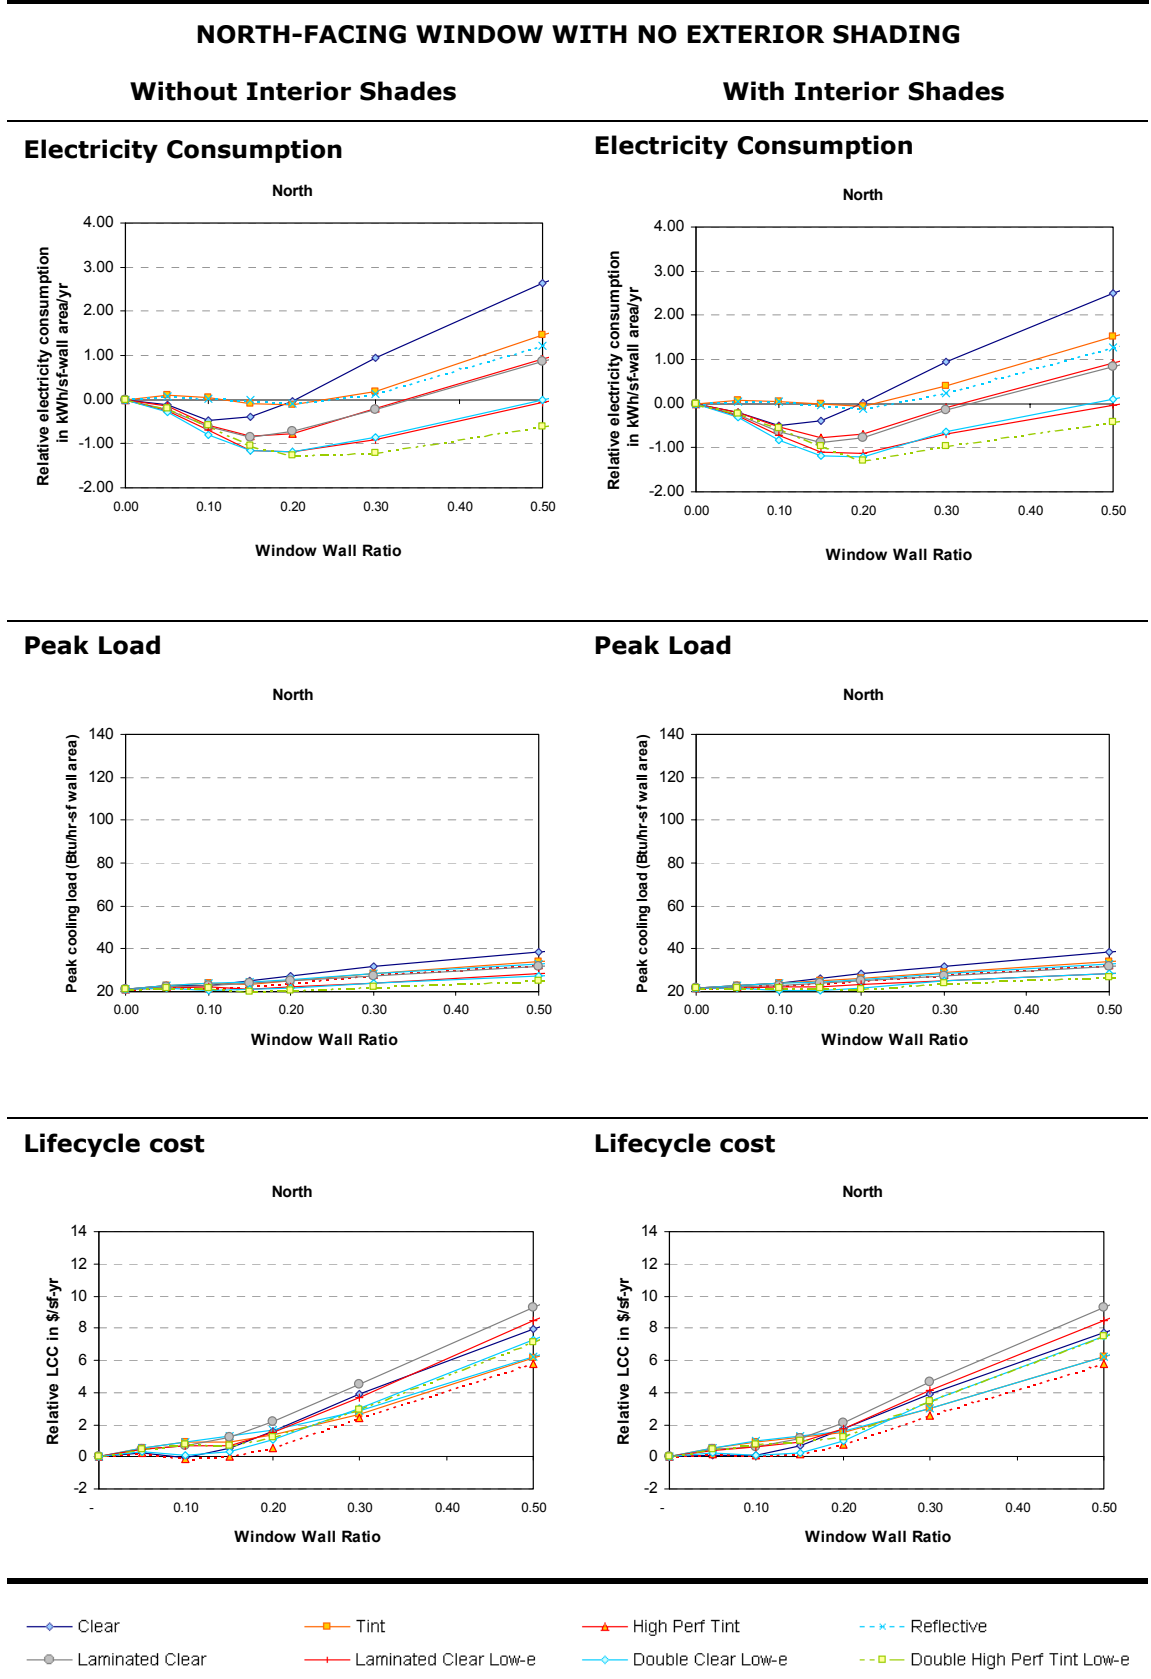 NORTH-FACING WINDOW WITH NO EXTERIOR SHADING
Without Interior Shades
With Interior Shades
Electricity Consumption
North
Relative electricity consumption
in kWh/sf-wall area/yr
4.00
3.00
2.00
1.00
0.00
-1.00
-2.00
0.00 0.10 0.20 0.30 0.40 0.50
Window Wall Ratio
Electricity Consumption
North
Relative electricity consumption
in kWh/sf-wall area/yr
4.00
3.00
2.00
1.00
0.00
-1.00
-2.00
0.00 0.10 0.20 0.30 0.40 0.50
Window Wall Ratio
Peak Load
North
Peak cooling load (Btu/hr-sf wall area)
140
120
100
80
60
40
20
0.00 0.10 0.20 0.30 0.40 0.50
Window Wall Ratio
Peak Load
North
Peak cooling load (Btu/hr-sf wall area)
140
120
100
80
60
40
20
0.00 0.10 0.20 0.30 0.40 0.50
Window Wall Ratio
Lifecycle cost
North
Relative LCC in $/sf-yr
14
12
10
8
6
4
2
0
-2
- 0.10 0.20 0.30 0.40 0.50
Window Wall Ratio
Lifecycle cost
North
Relative LCC in $/sf-yr
14
12
10
8
6
4
2
0
-2
- 0.10 0.20 0.30 0.40 0.50
Window Wall Ratio
Clear Tint High Perf Tint Reflective
Laminated Clear Laminated Clear Low-e Double Clear Low-e Double High Perf Tint Low-e